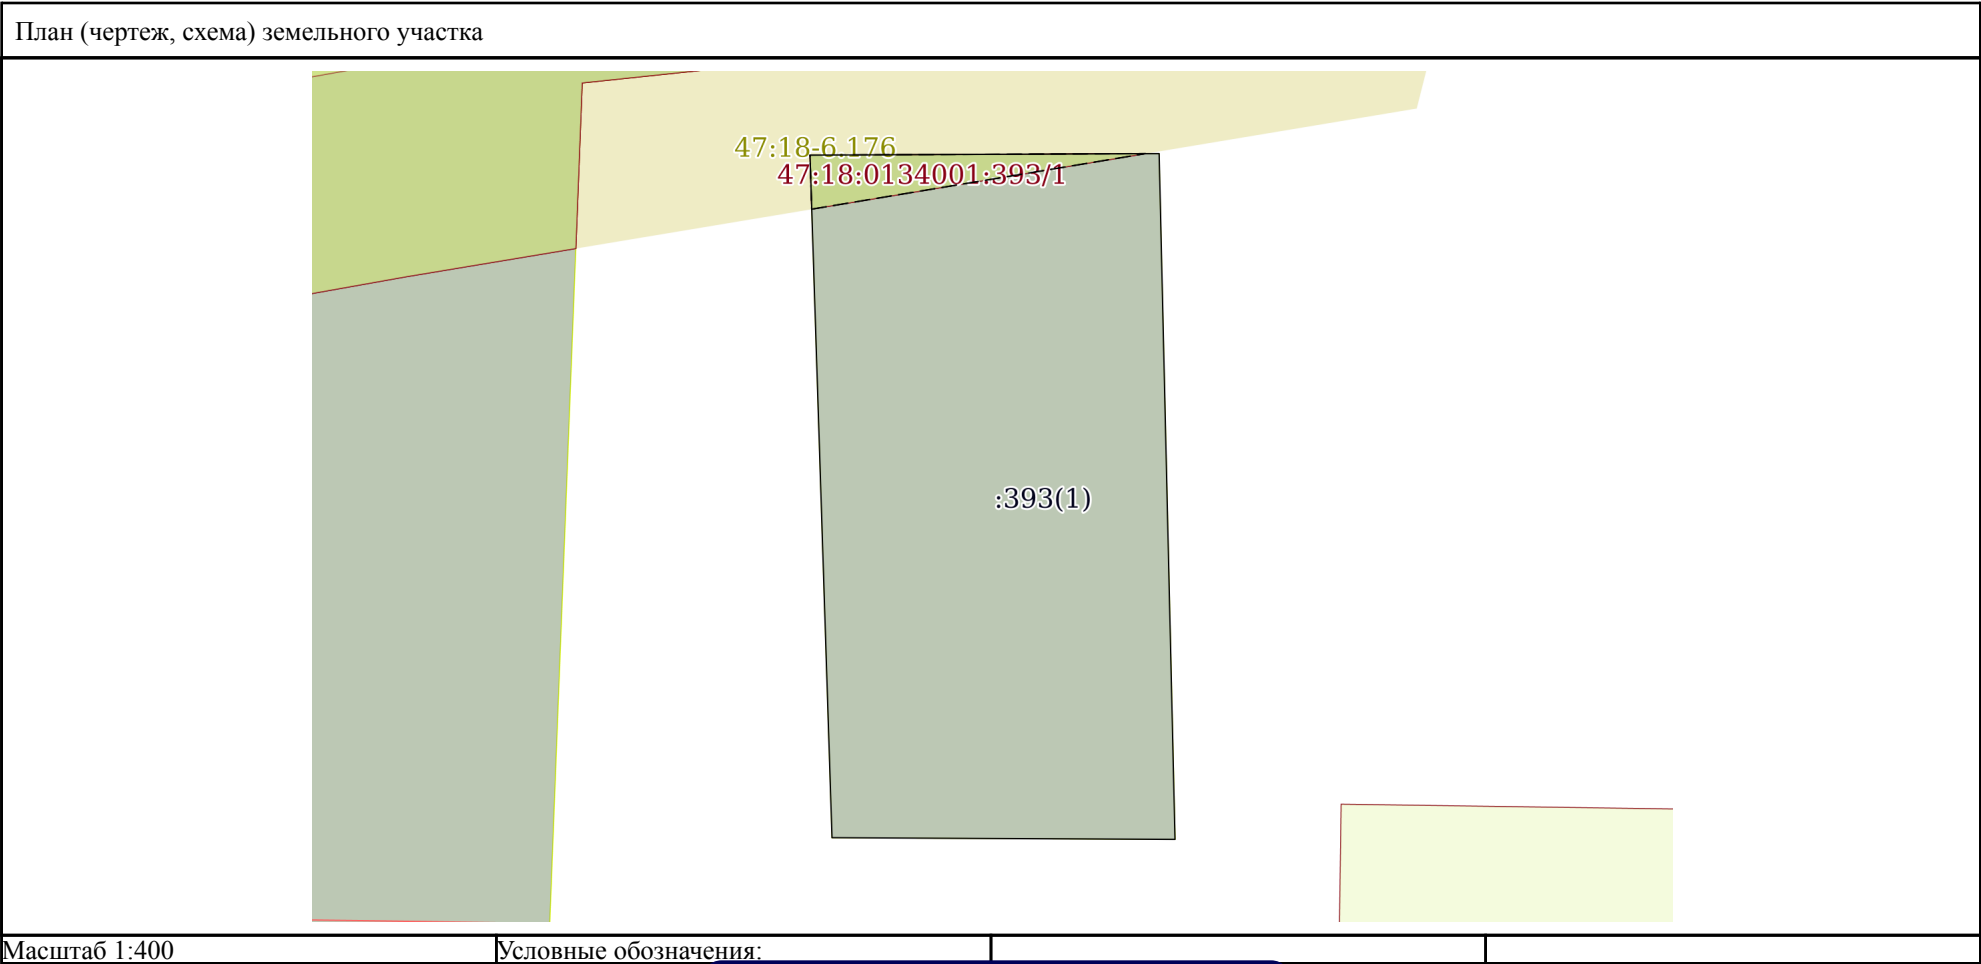 План (чертеж, схема) земельного участка
47:18-6.176
47:18:0134001:393/1
:393(1)
Масштаб 1:400
Условные обозначения: